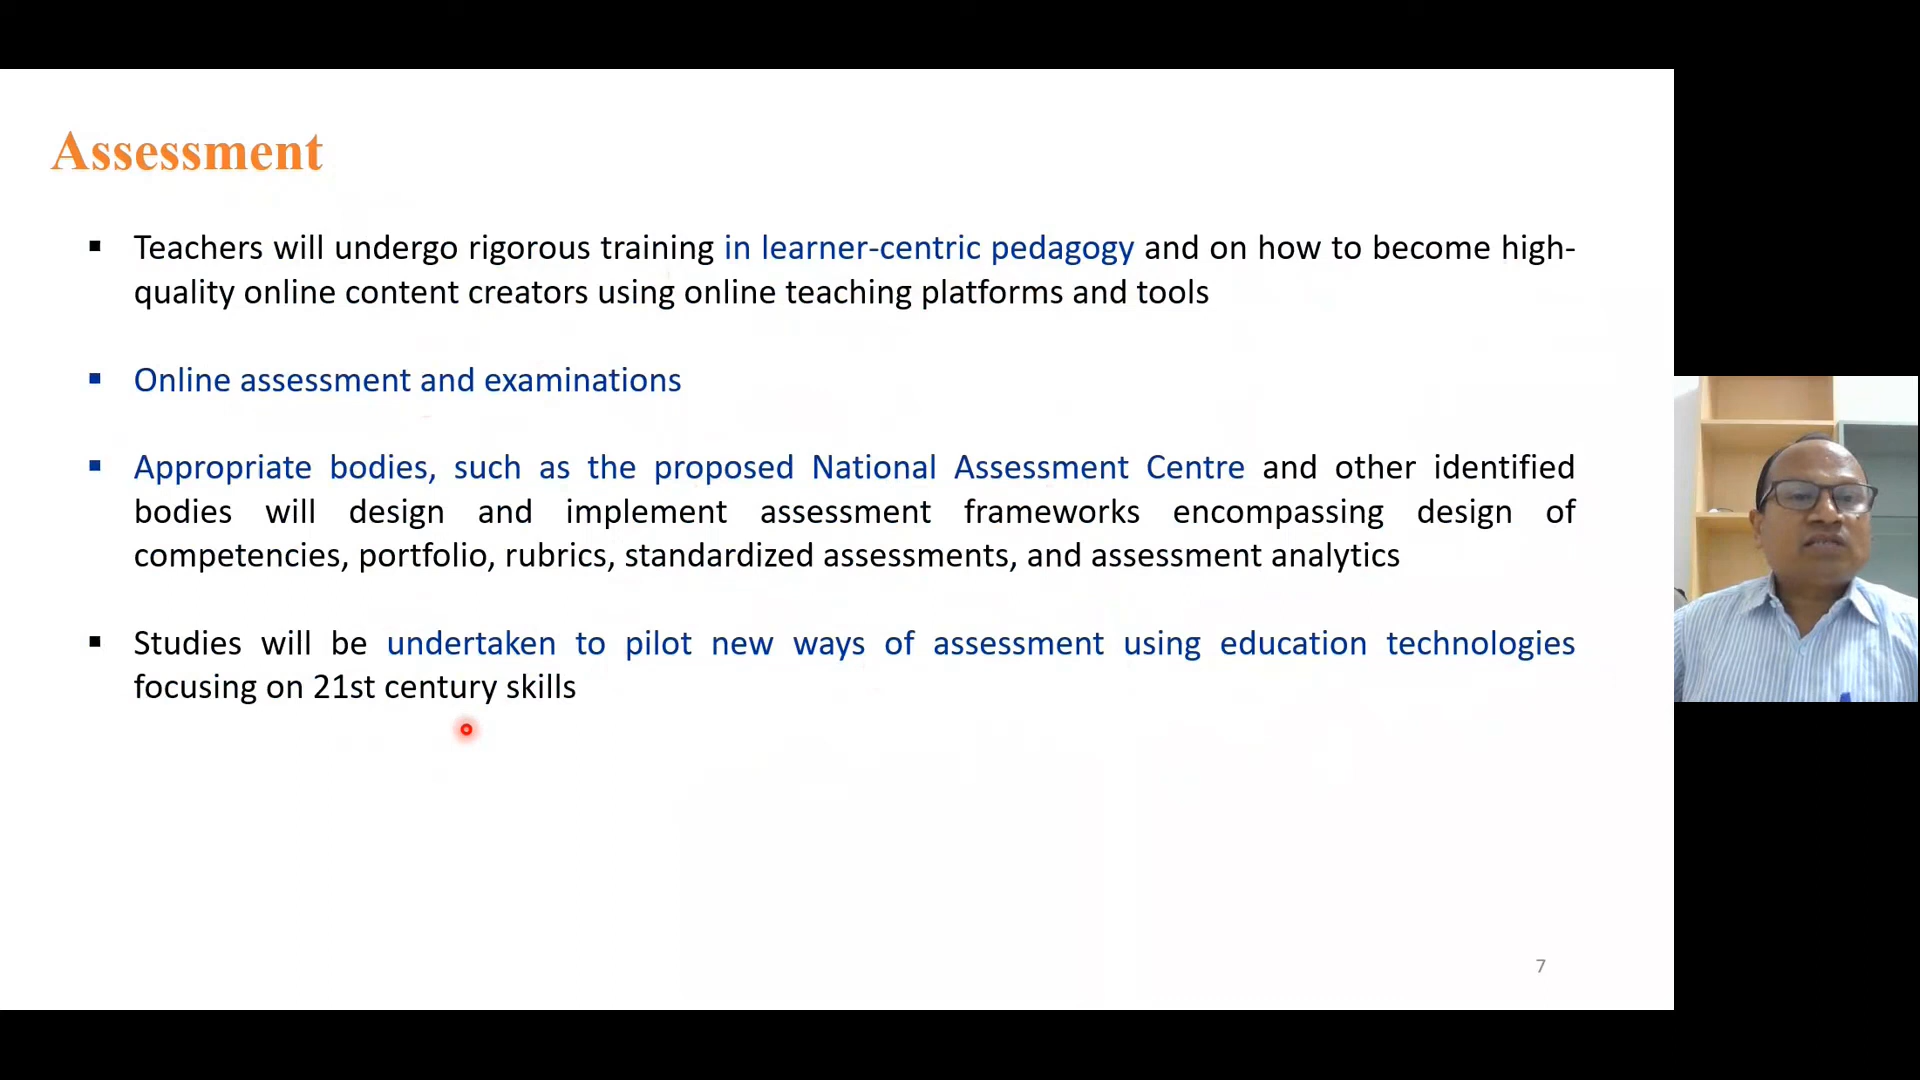 Assessment
▪ Teachers will undergo rigorous training in learner-centric pedagogy and on how to become high-
quality online content creators using online teaching platforms and tools
▪ Online assessment and examinations
▪ Appropriate bodies, such as the proposed National Assessment Centre and other identified
bodies will design and implement assessment frameworks encompassing design of
competencies, portfolio, rubrics, standardized assessments, and assessment analytics
▪ Studies will be undertaken to pilot new ways of assessment using education technologies
focusing on 21st century skills
7